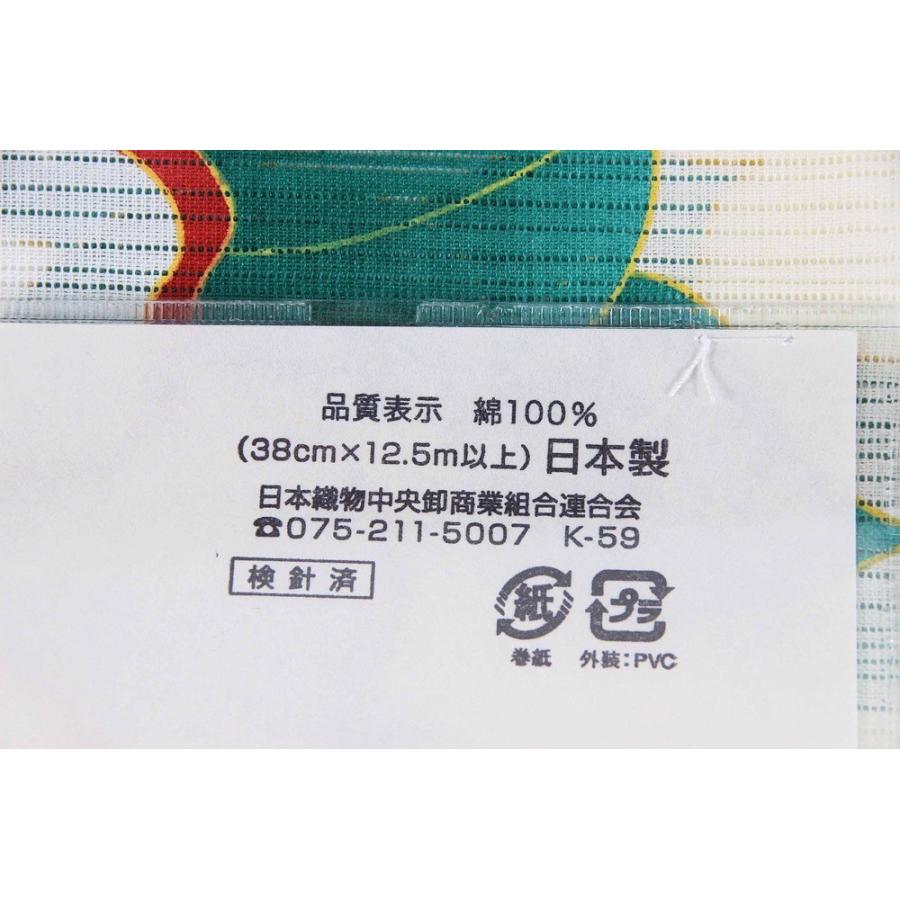 品質表示　綿100%
(38cm×12.5m以上) 日本製
日本織物中央卸商業組合連合会
☎075-211-5007　K-59
検針済
紙　プラ
巻紙　外装：PVC